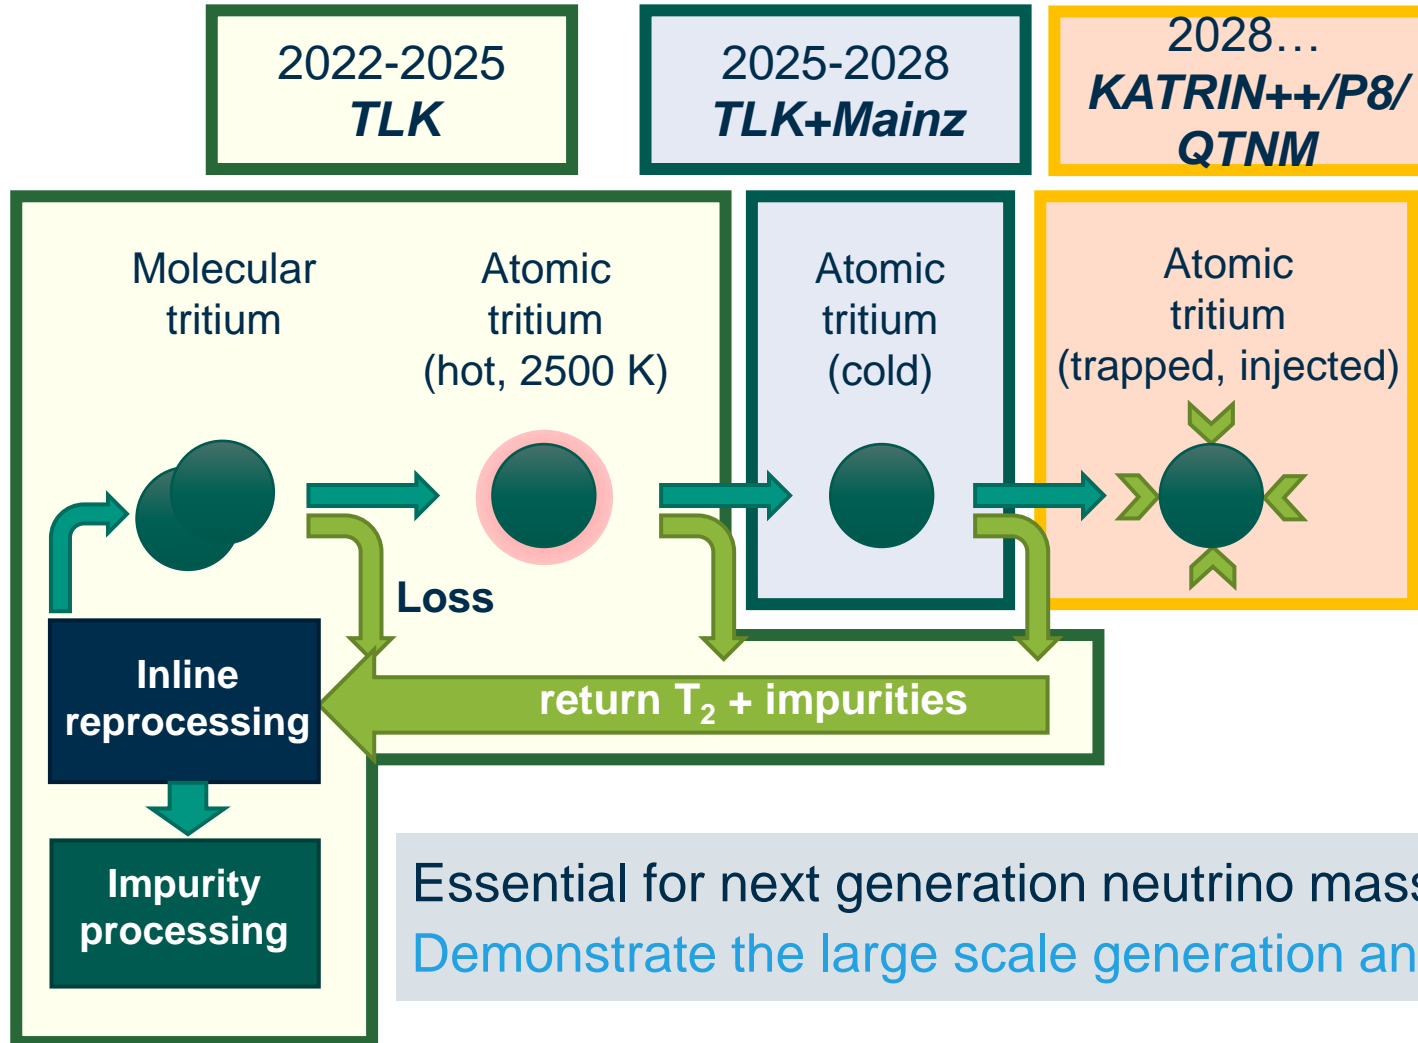 2022-2025
TLK
2025-2028
TLK+Mainz
2028…
KATRIN++/P8/
QTNM
Molecular
tritium
Atomic
tritium
(hot, 2500 K)
Atomic
tritium
(cold)
Atomic
tritium
(trapped, injected)
Loss
Inline
reprocessing
return T₂ + impurities
Impurity
processing
Essential for next generation neutrino mass
Demonstrate the large scale generation an